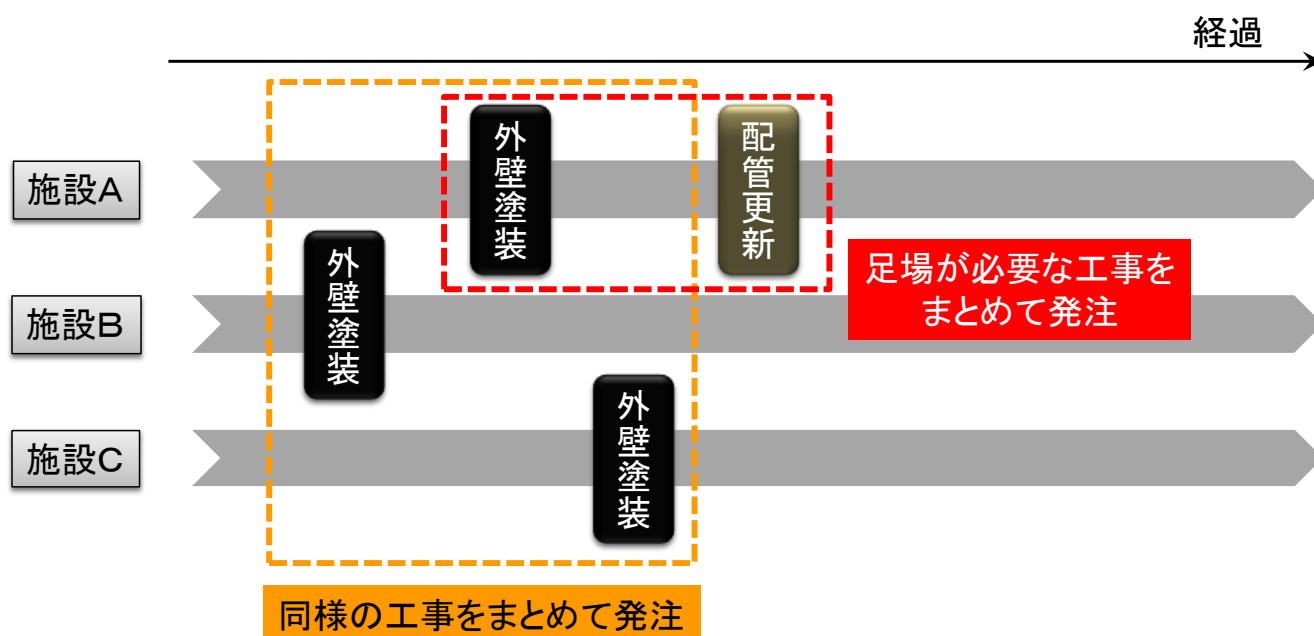 経過
施設A
外壁塗装
配管更新
足場が必要な工事を
まとめて発注
施設B
外壁塗装
施設C
外壁塗装
同様の工事をまとめて発注